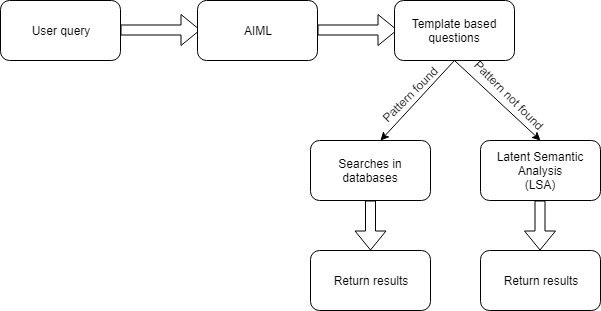 User query
AIML
Template based
questions
Pattern found
Pattern not found
Searches in
databases
Latent Semantic
Analysis
(LSA)
Return results
Return results